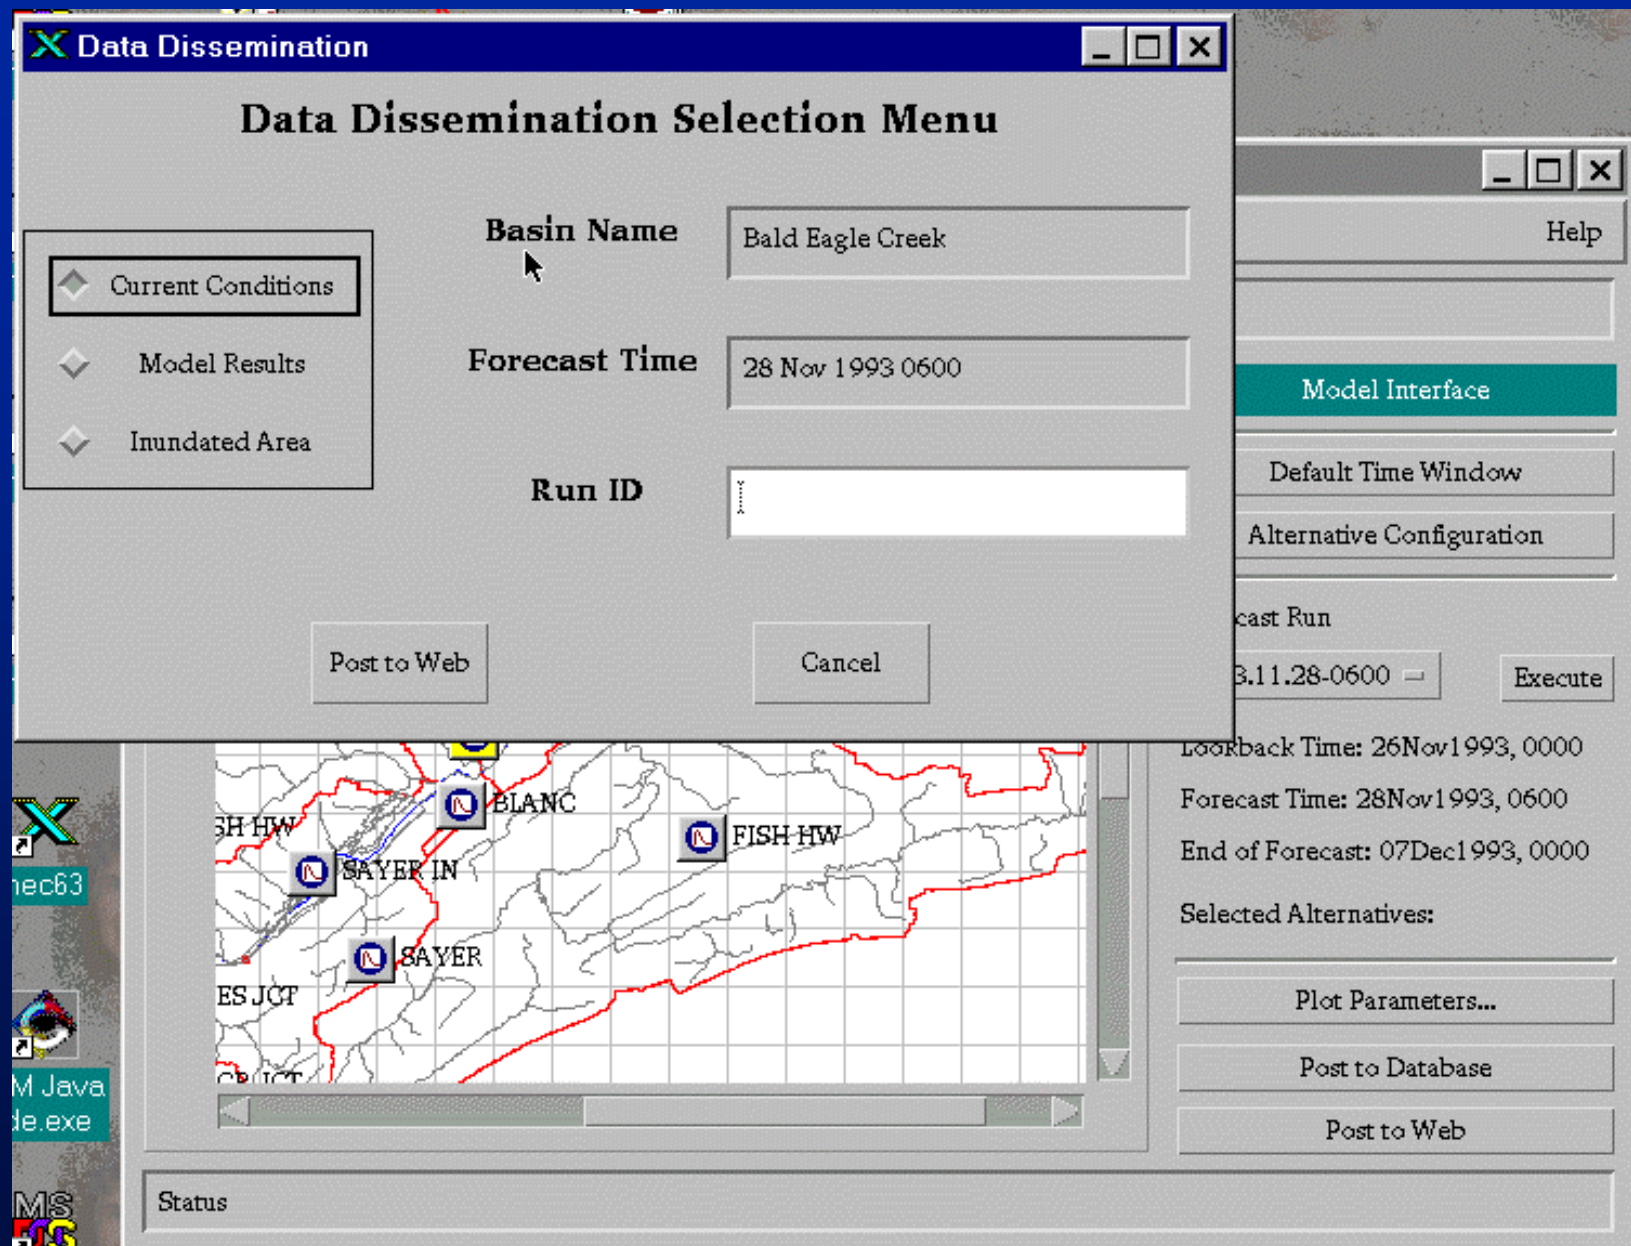 Data Dissemination
Data Dissemination Selection Menu
Basin Name
Bald Eagle Creek
Current Conditions
Model Results
Inundated Area
Forecast Time
28 Nov 1993 0600
Run ID
Post to Web
Cancel
Help
Model Interface
Default Time Window
Alternative Configuration
cast Run
3.11.28-0600
Execute
Lookback Time: 26Nov1993, 0000
Forecast Time: 28Nov1993, 0600
End of Forecast: 07Dec1993, 0000
Selected Alternatives:
Plot Parameters...
Post to Database
Post to Web
BLANC
SH HW
FISH HW
SAYER IN
SAYER
ES JCT
Status
hec63
M Java
de.exe
MS